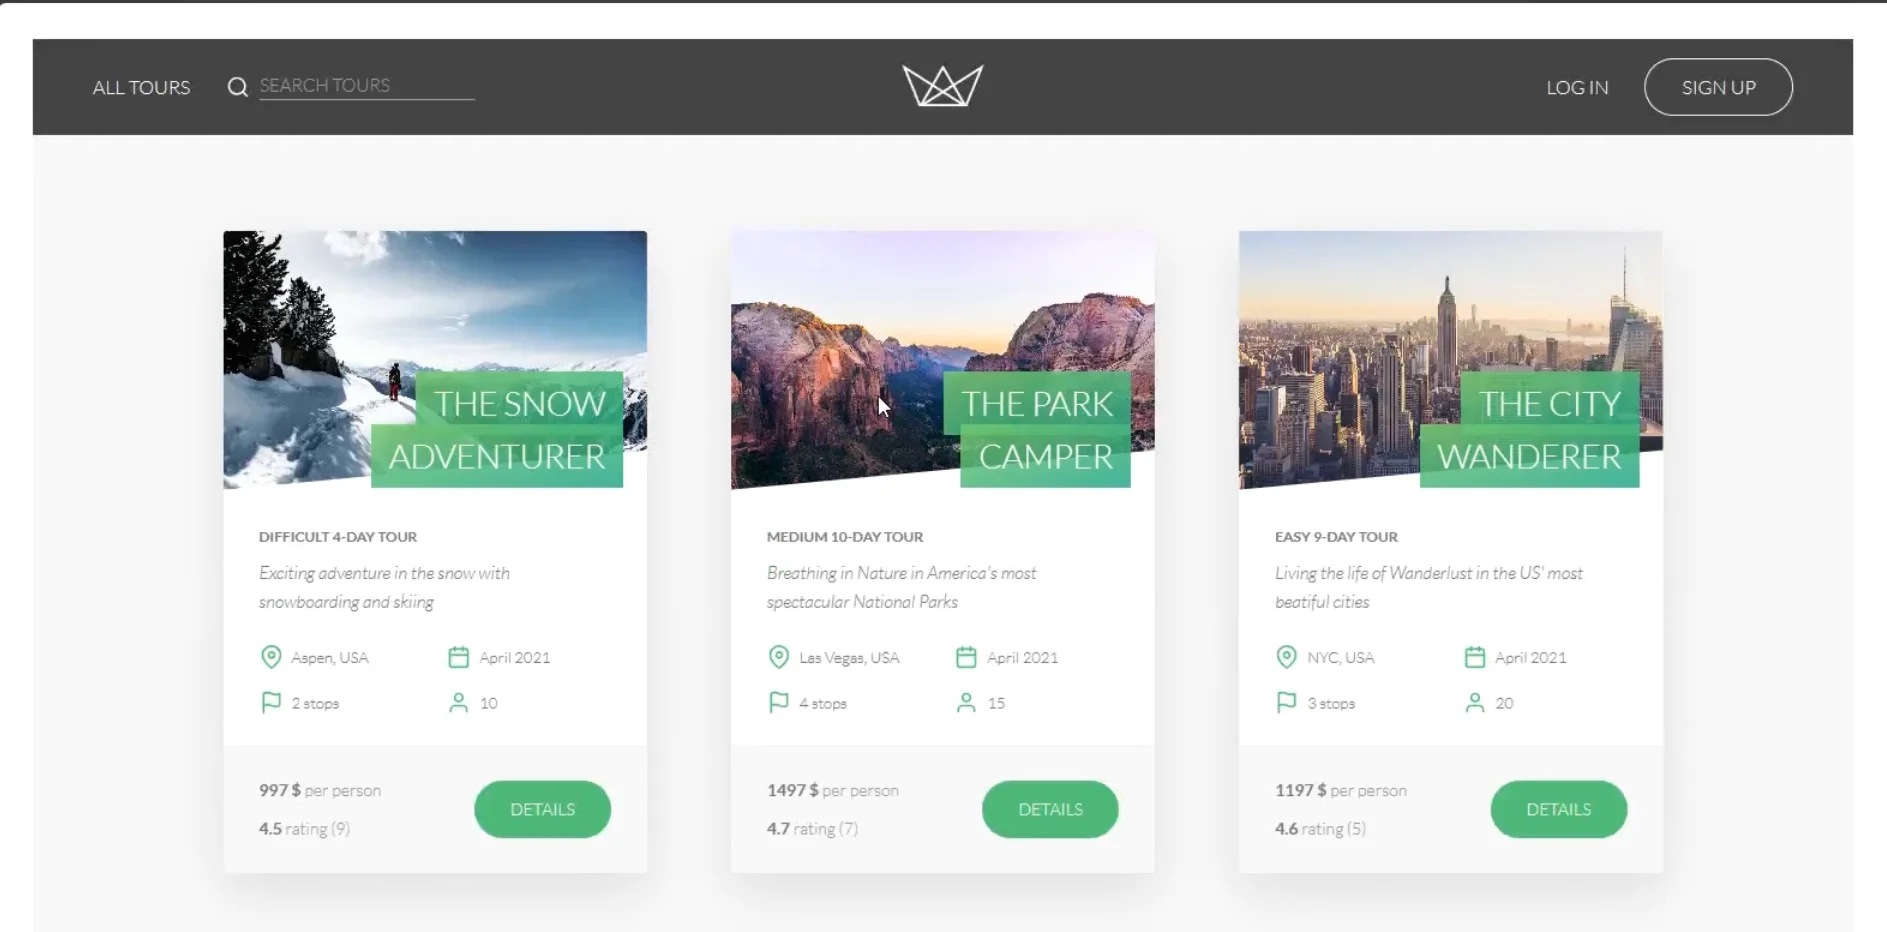 ALL TOURS
SEARCH TOURS
LOG IN
SIGN UP
THE SNOW
ADVENTURER
DIFFICULT 4-DAY TOUR
Exciting adventure in the snow with
snowboarding and skiing
Aspen, USA
April 2021
2 stops
10
997 $ per person
4.5 rating (9)
DETAILS
THE PARK
CAMPER
MEDIUM 10-DAY TOUR
Breathing in Nature in America's most
spectacular National Parks
Las Vegas, USA
April 2021
4 stops
15
1497 $ per person
4.7 rating (7)
DETAILS
THE CITY
WANDERER
EASY 9-DAY TOUR
Living the life of Wanderlust in the US' most
beatiful cities
NYC, USA
April 2021
3 stops
20
1197 $ per person
4.6 rating (5)
DETAILS